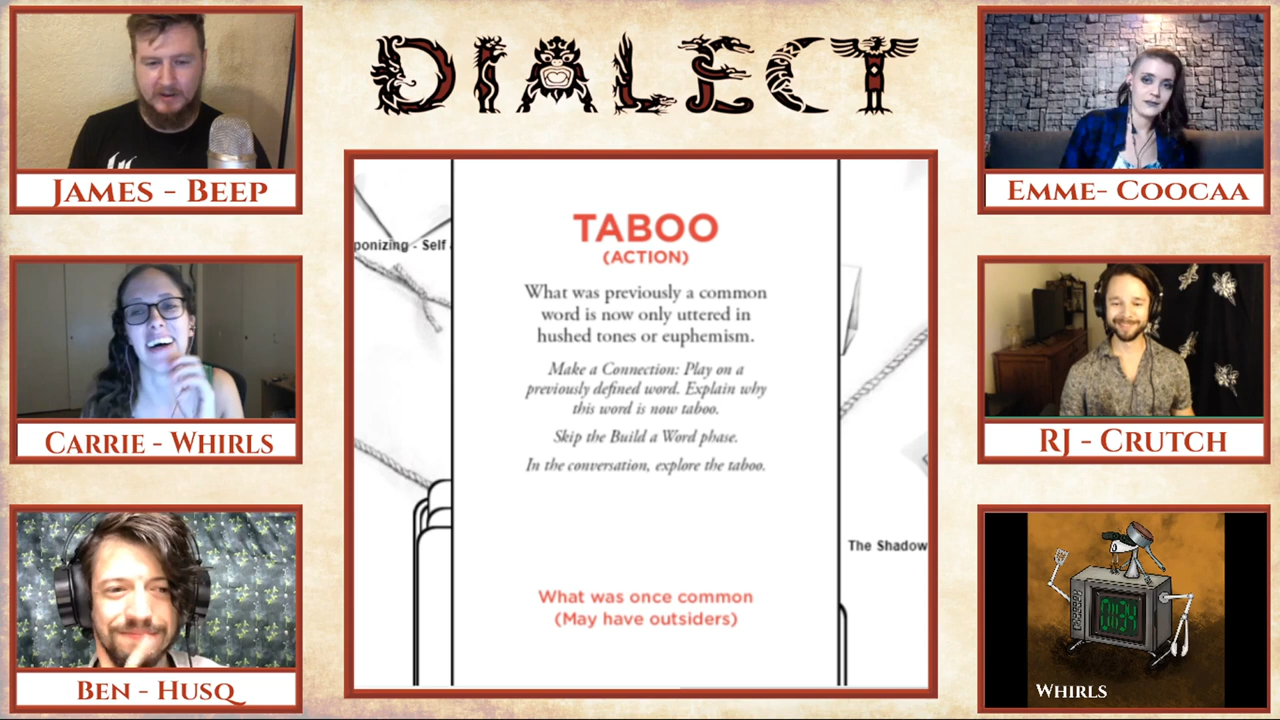 DIALECT
JAMES - BEEP
EMME- COOCAA
CARRIE - WHIRLS
RJ - CRUTCH
BEN - HUSQ
WHIRLS
ponizing - Self
TABOO
(ACTION)
What was previously a common
word is now only uttered in
hushed tones or euphemism.
Make a Connection: Play on a
previously defined word. Explain why
this word is now taboo.
Skip the Build a Word phase.
In the conversation, explore the taboo.
The Shadow
What was once common
(May have outsiders)